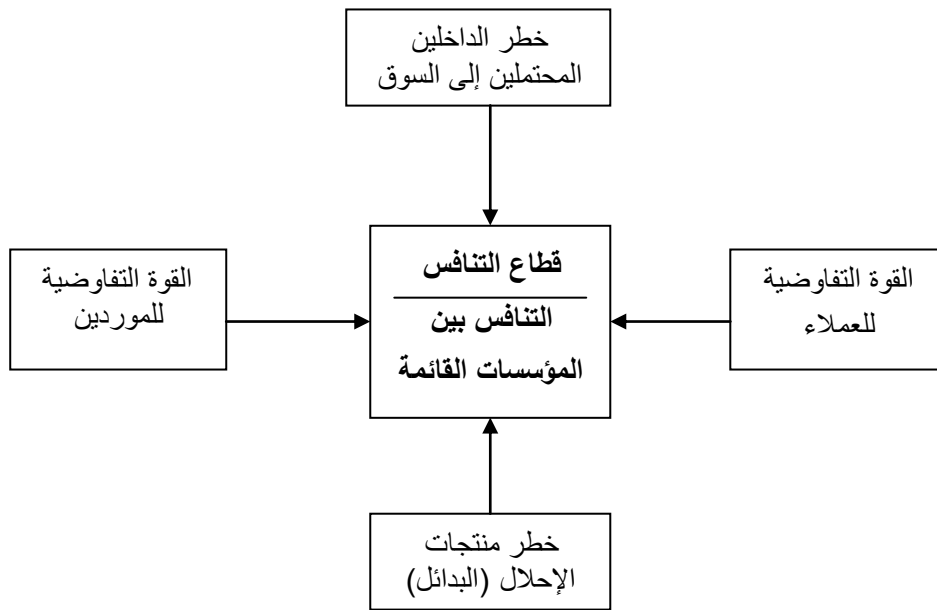 خطر الداخلين
المحتملين إلى السوق
القوة التفاوضية
للعملاء
قطاع التنافس
التنافس بين
المؤسسات القائمة
القوة التفاوضية
للموردين
خطر منتجات
الإحلال (البدائل)